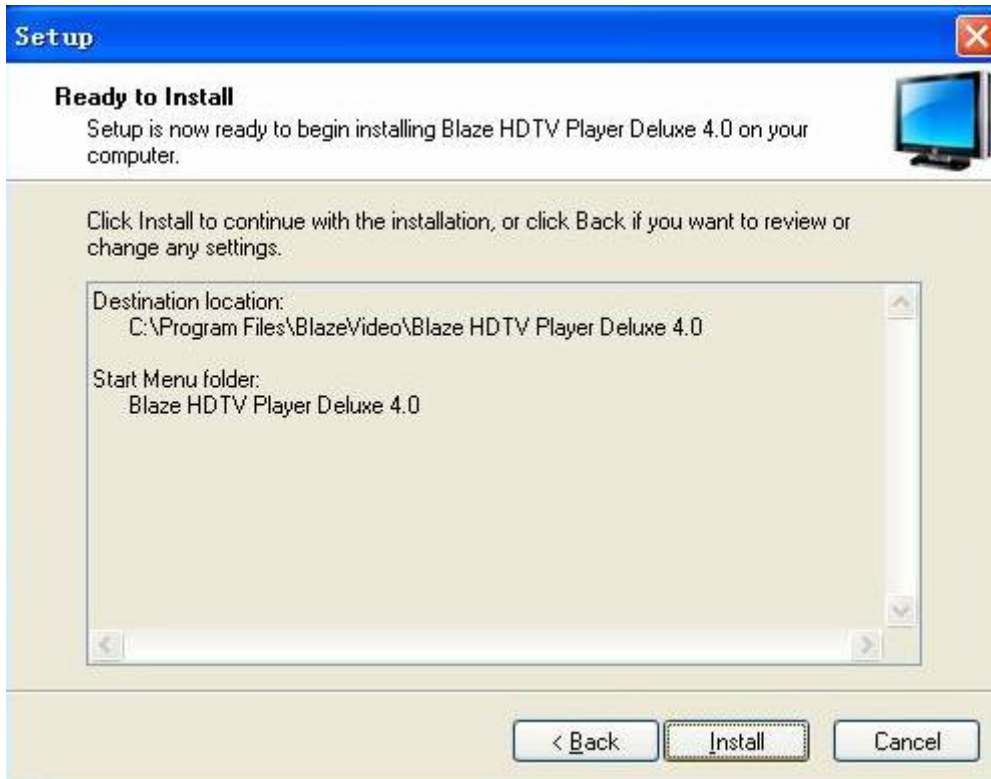 Setup
Ready to Install
Setup is now ready to begin installing Blaze HDTV Player Deluxe 4.0 on your
computer.
Click Install to continue with the installation, or click Back if you want to review or
change any settings.
Destination location:
C:\Program Files\BlazeVideo\Blaze HDTV Player Deluxe 4.0
Start Menu folder:
Blaze HDTV Player Deluxe 4.0
< Back
Install
Cancel